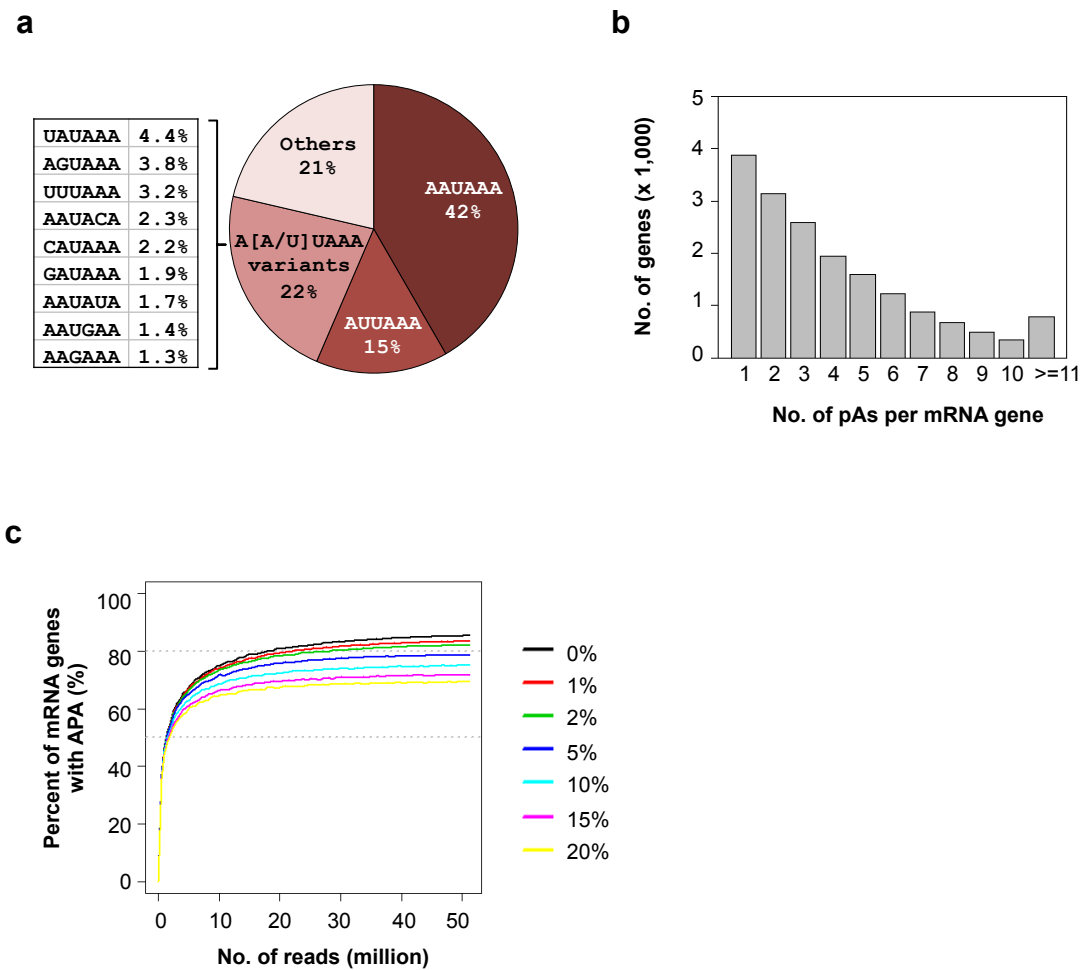 a
UAUAAA 4.4%
AGUAAA 3.8%
UUUAAA 3.2%
AAUACA 2.3%
CAUAAA 2.2%
GAUAAA 1.9%
AAUAUA 1.7%
AAUGAA 1.4%
AAGAAA 1.3%
Others
21%
AAUAAA
42%
A[A/U]UAAA
variants
22%
AUUAAA
15%
b
No. of genes (x 1,000)
5
4
3
2
1
0
1 2 3 4 5 6 7 8 9 10 >=11
No. of pAs per mRNA gene
c
Percent of mRNA genes
with APA (%)
100
80
60
40
20
0
0 10 20 30 40 50
No. of reads (million)
0%
1%
2%
5%
10%
15%
20%